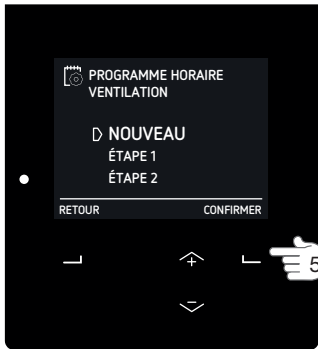 PROGRAMME HORAIRE
VENTILATION
NOUVEAU
ÉTAPE 1
ÉTAPE 2
RETOUR CONFIRMER
5